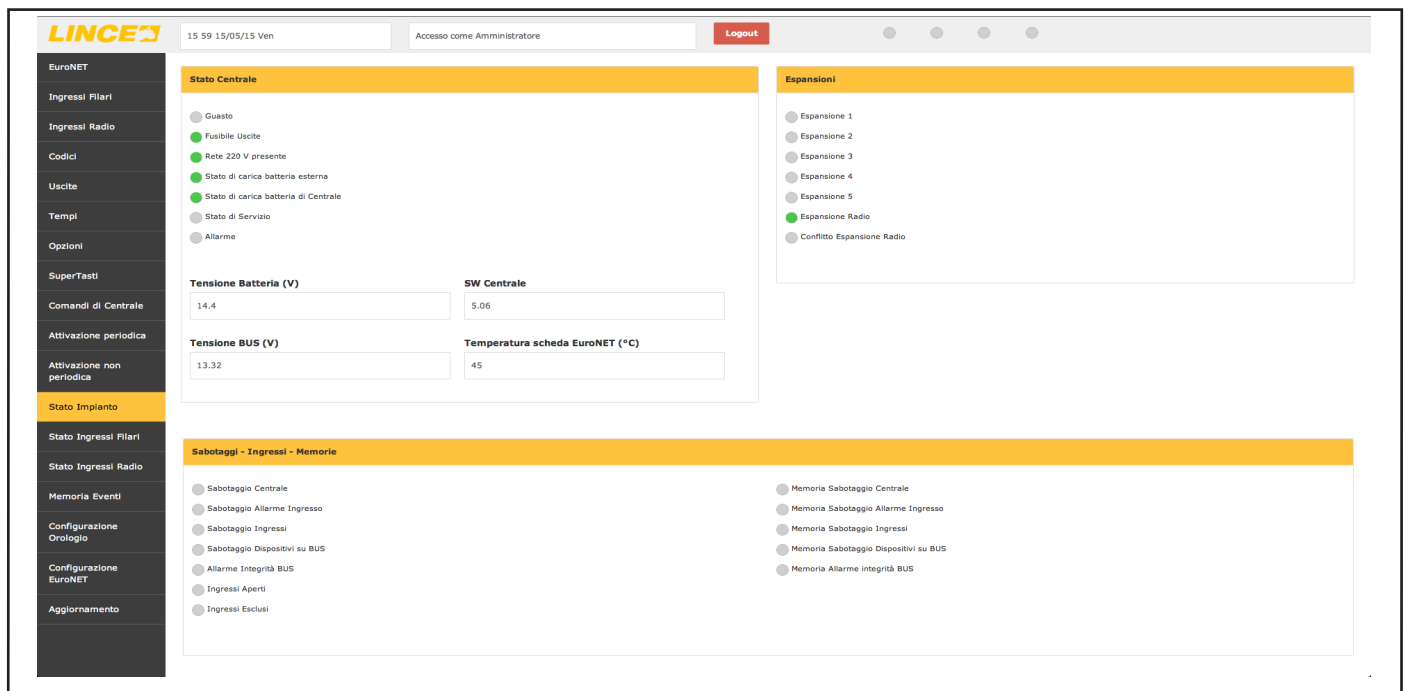 LINCE
15 59 15/05/15 Ven
Accesso come Amministratore
Logout
EuroNET
Ingressi Filari
Ingressi Radio
Codici
Uscite
Tempi
Opzioni
SuperTasti
Comandi di Centrale
Attivazione periodica
Attivazione non
periodica
Stato Impianto
Stato Ingressi Filari
Stato Ingressi Radio
Memoria Eventi
Configurazione
Orologio
Configurazione
EuroNET
Aggiornamento
Stato Centrale
Guasto
Fusibile Uscite
Rete 220 V presente
Stato di carica batteria esterna
Stato di carica batteria di Centrale
Stato di Servizio
Allarme
Tensione Batteria (V)
14.4
SW Centrale
5.06
Tensione BUS (V)
13.32
Temperatura scheda EuroNET (°C)
45
Espansioni
Espansione 1
Espansione 2
Espansione 3
Espansione 4
Espansione 5
Espansione Radio
Conflitto Espansione Radio
Sabotaggi - Ingressi - Memorie
Sabotaggio Centrale
Sabotaggio Allarme Ingresso
Sabotaggio Ingressi
Sabotaggio Dispositivi su BUS
Allarme Integrità BUS
Ingressi Aperti
Ingressi Esclusi
Memoria Sabotaggio Centrale
Memoria Sabotaggio Allarme Ingresso
Memoria Sabotaggio Ingressi
Memoria Sabotaggio Dispositivi su BUS
Memoria Allarme integrità BUS